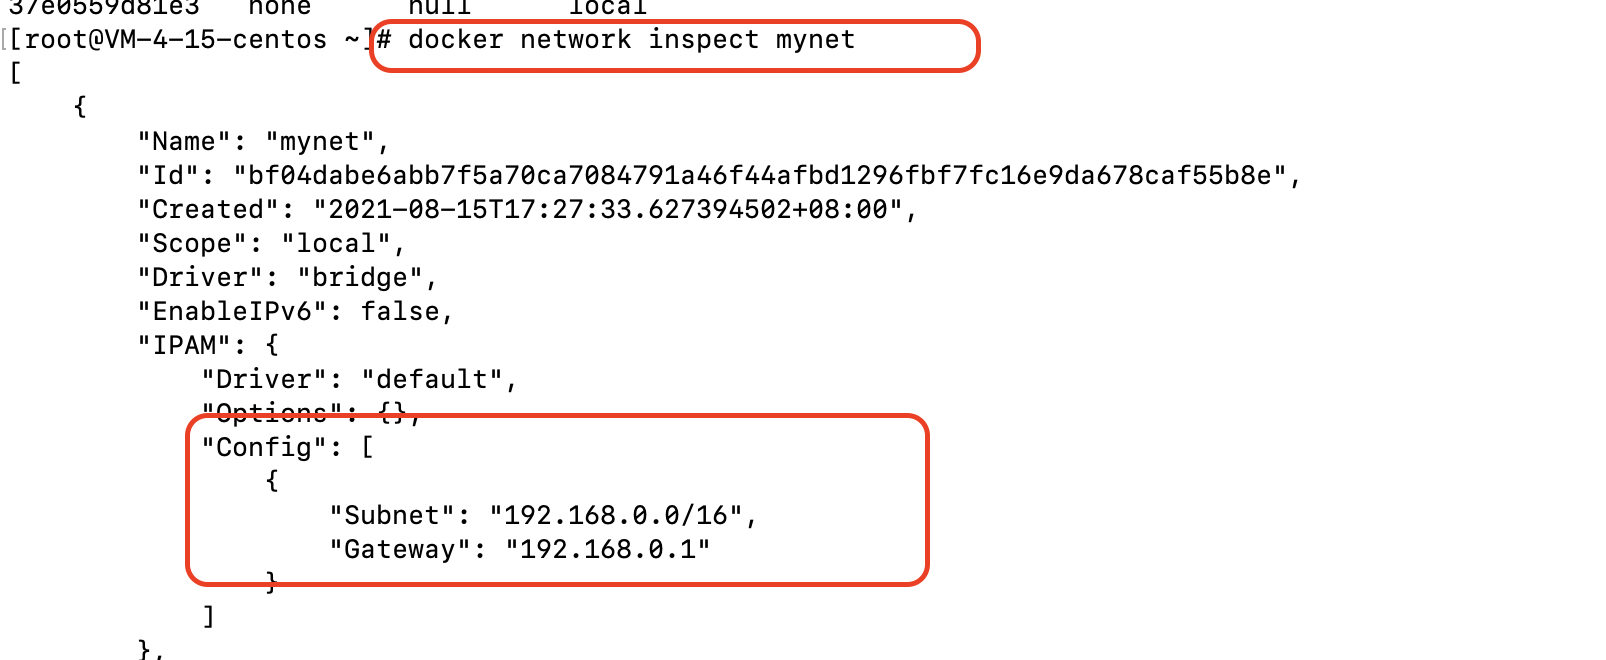 37e0559d81e3   none      null      local
[[root@VM-4-15-centos ~]# docker network inspect mynet
[
    {
        "Name": "mynet",
        "Id": "bf04dabe6abb7f5a70ca7084791a46f44afbd1296fbf7fc16e9da678caf55b8e",
        "Created": "2021-08-15T17:27:33.627394502+08:00",
        "Scope": "local",
        "Driver": "bridge",
        "EnableIPv6": false,
        "IPAM": {
            "Driver": "default",
            "Options": {},
            "Config": [
                {
                    "Subnet": "192.168.0.0/16",
                    "Gateway": "192.168.0.1"
                }
            ]
        },